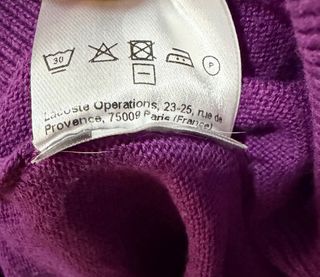 30
P
Lacoste Operations, 23-25, rue de
Provence, 75009 Paris (France)